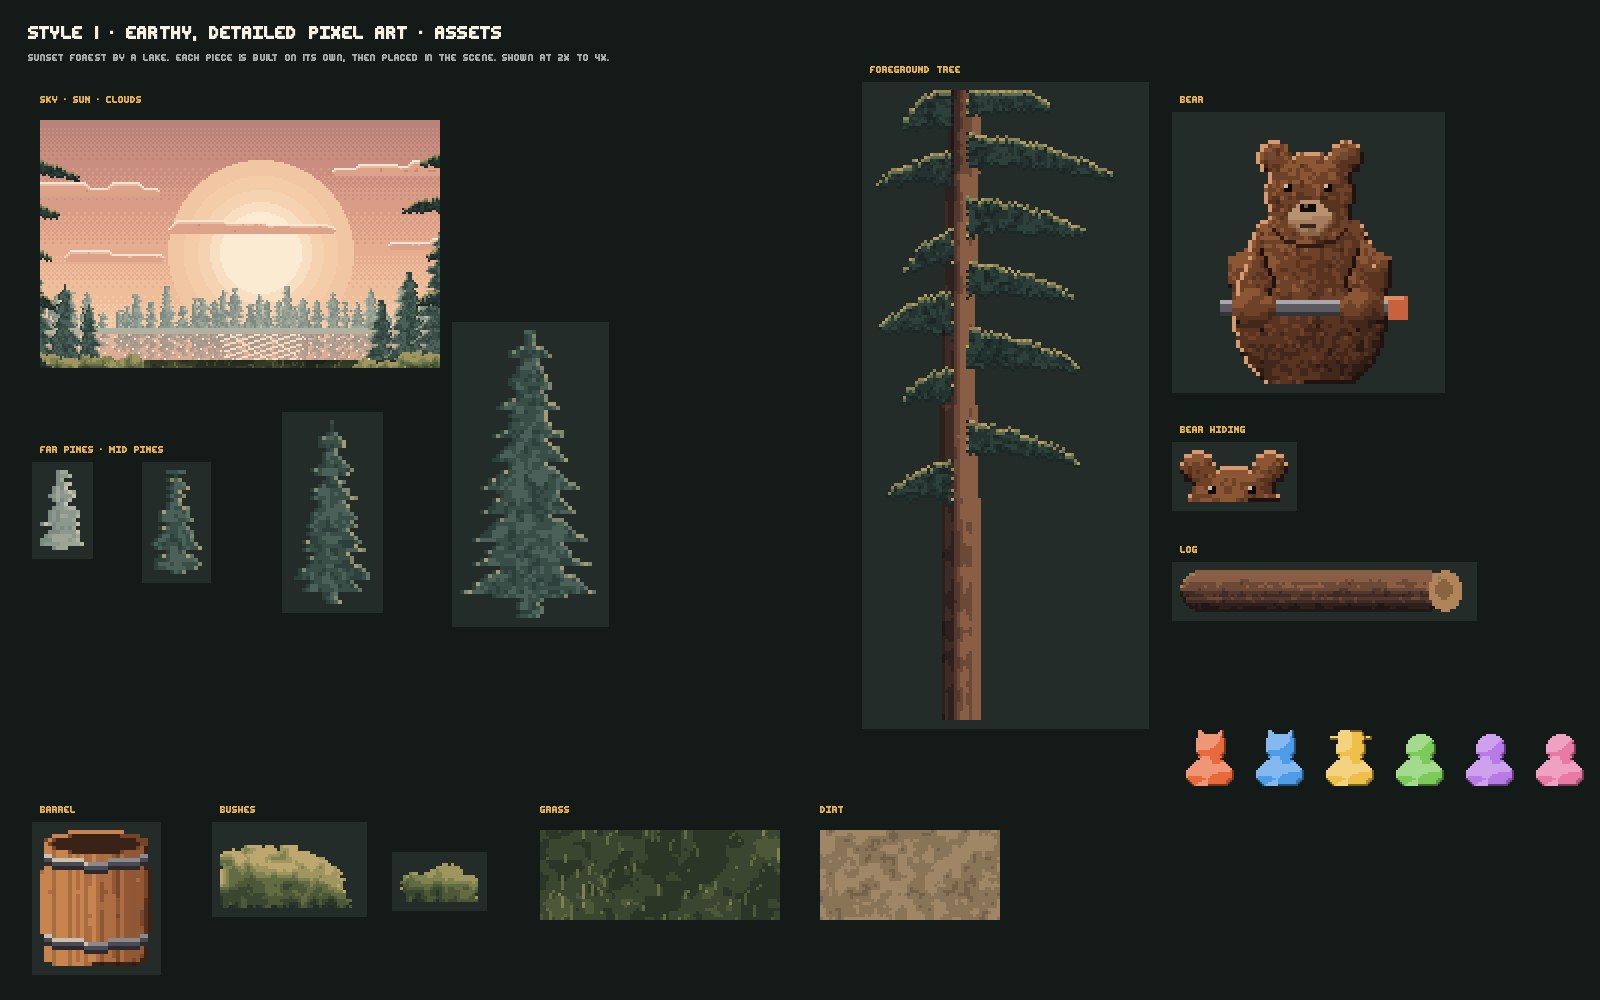 STYLE 1 · EARTHY, DETAILED PIXEL ART · ASSETS
SUNSET FOREST BY A LAKE. EACH PIECE IS BUILT ON ITS OWN, THEN PLACED IN THE SCENE. SHOWN AT 2X TO 4X.
FOREGROUND TREE
SKY · SUN · CLOUDS
BEAR
BEAR HIDING
FAR PINES · MID PINES
LOG
BARREL
BUSHES
GRASS
DIRT